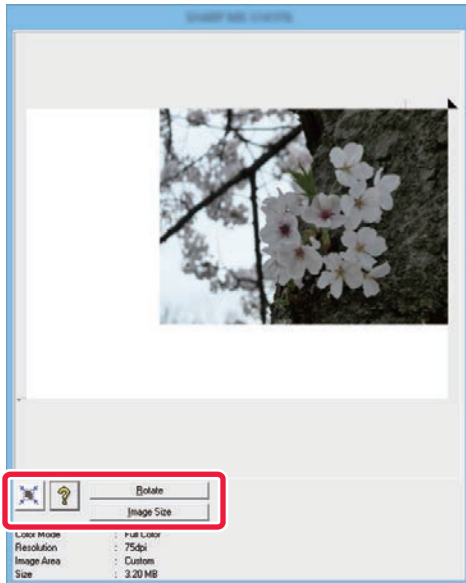 ?
Rotate
Image Size
Color Mode : Full Color
Resolution : 75dpi
Image Area : Custom
Size : 3.20 MB